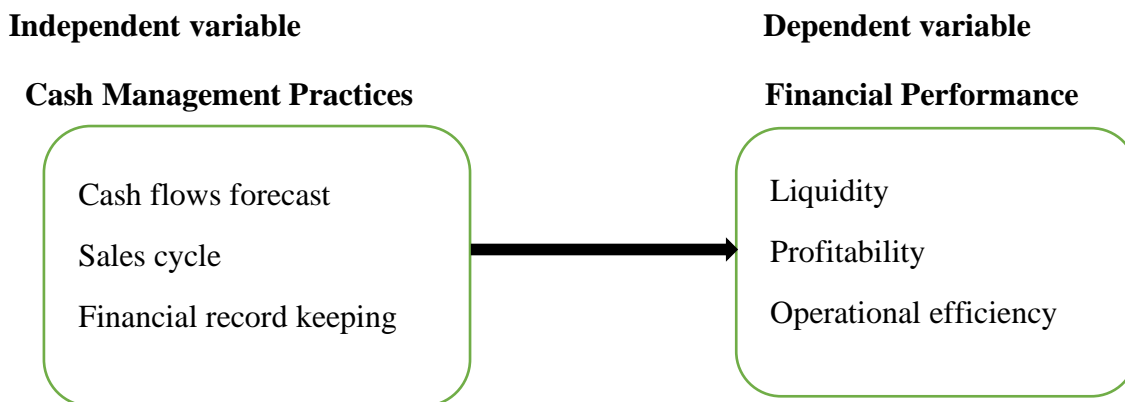 Independent variable
Dependent variable
Cash Management Practices
Financial Performance
Cash flows forecast
Sales cycle
Financial record keeping
Liquidity
Profitability
Operational efficiency